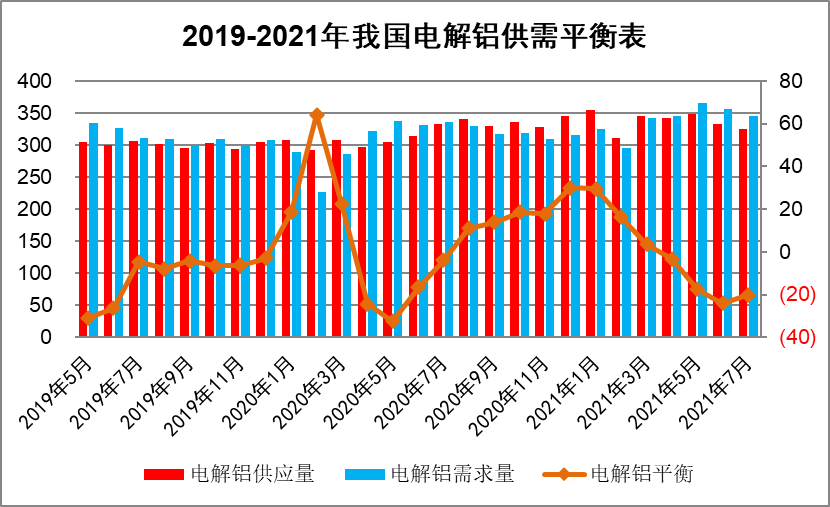 2019-2021年我国电解铝供需平衡表
400
350
300
250
200
150
100
50
0
80
60
40
20
0
(20)
(40)
2019年5月
2019年7月
2019年9月
2019年11月
2020年1月
2020年3月
2020年5月
2020年7月
2020年9月
2020年11月
2021年1月
2021年3月
2021年5月
2021年7月
电解铝供应量 电解铝需求量 电解铝平衡